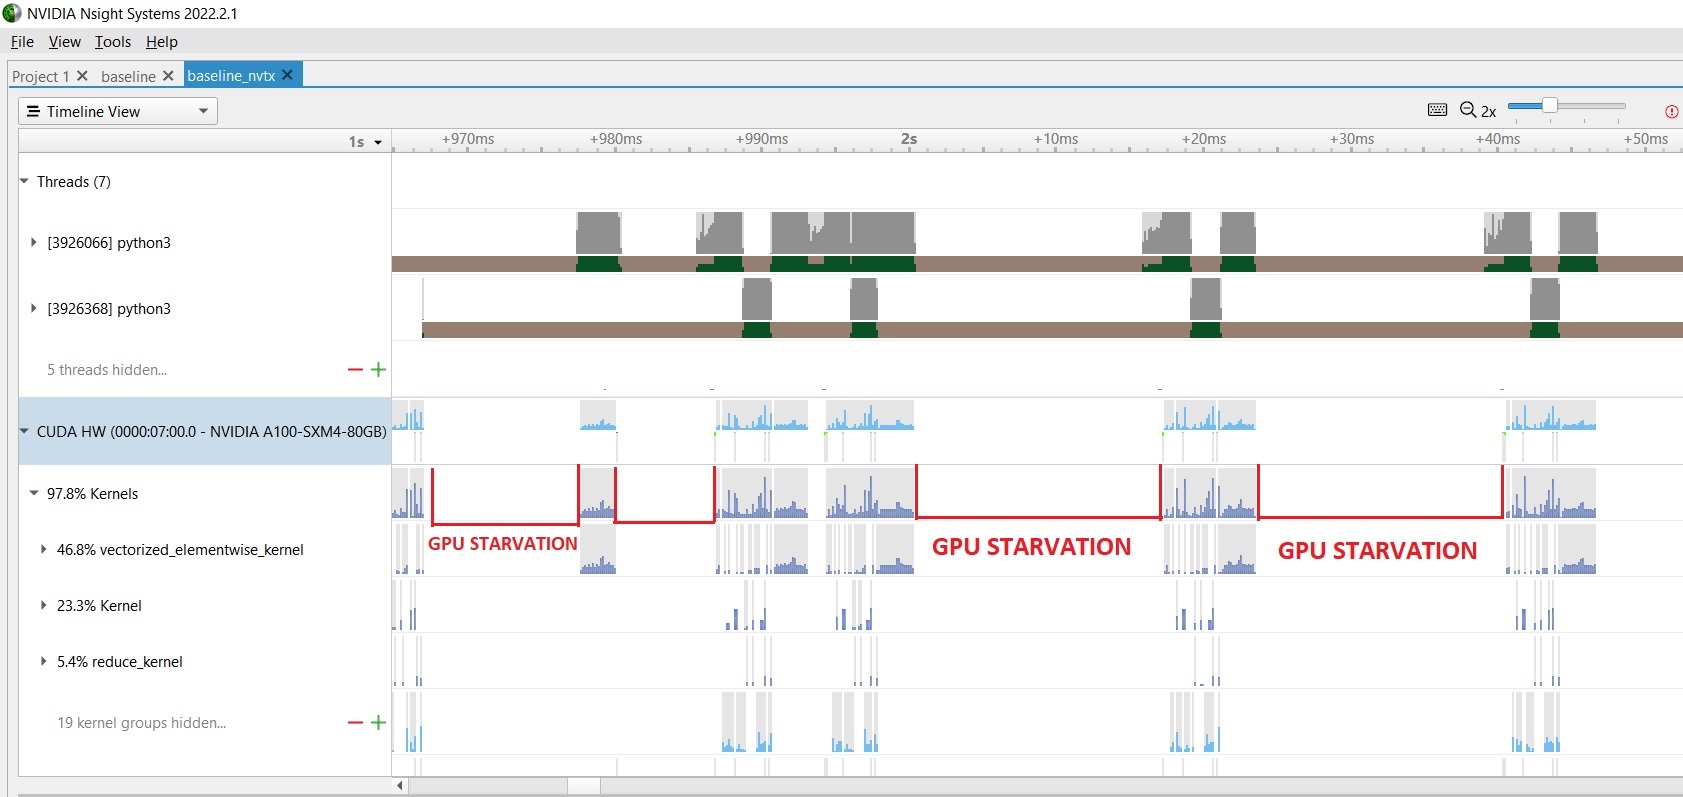 NVIDIA Nsight Systems 2022.2.1
File View Tools Help
Project 1 baseline baseline_nvtx
Timeline View
2x
1s +970ms +980ms +990ms 2s +10ms +20ms +30ms +40ms +50ms
Threads (7)
[3926066] python3
[3926368] python3
5 threads hidden...
CUDA HW (0000:07:00.0 - NVIDIA A100-SXM4-80GB)
97.8% Kernels
GPU STARVATION GPU STARVATION GPU STARVATION
46.8% vectorized_elementwise_kernel
23.3% Kernel
5.4% reduce_kernel
19 kernel groups hidden...